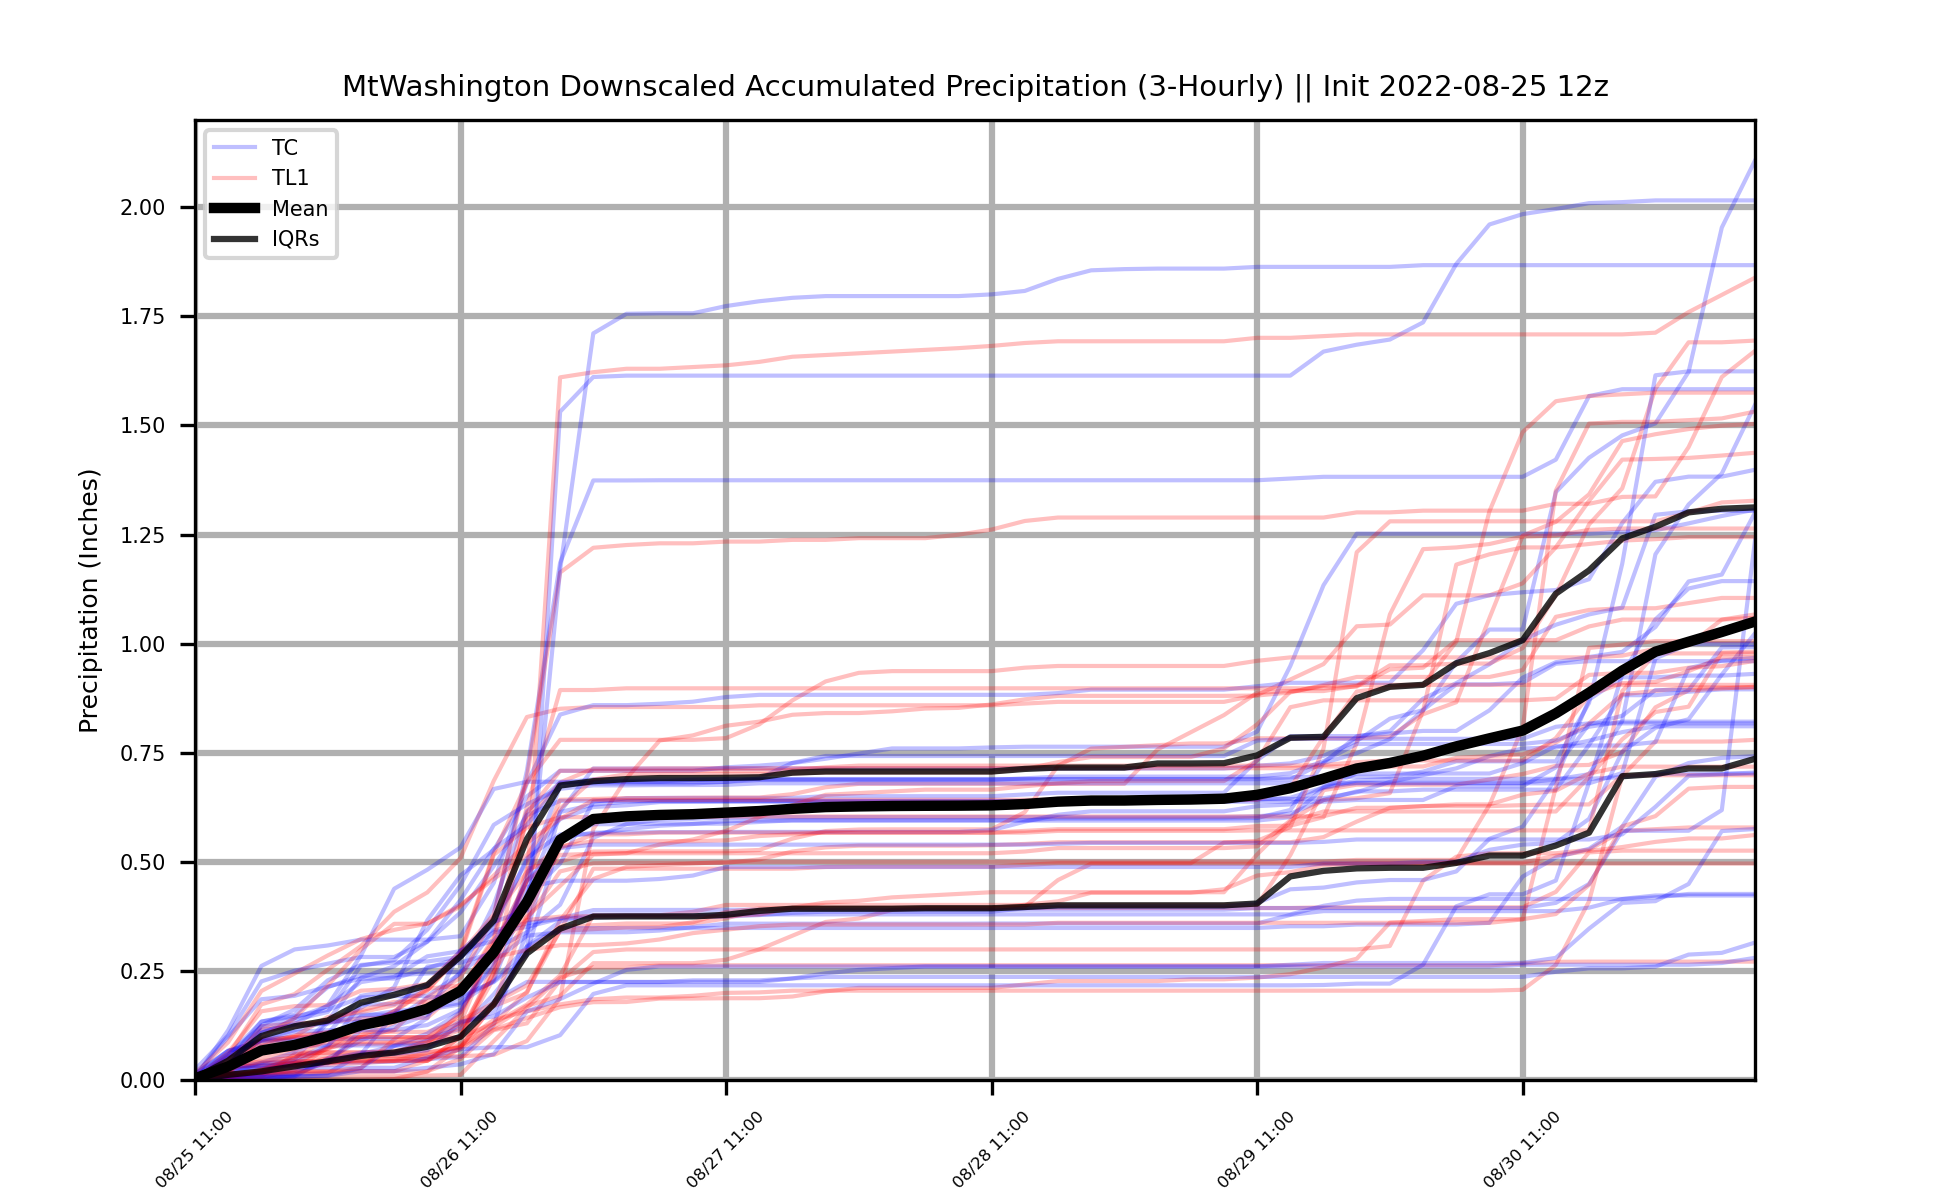 MtWashington Downscaled Accumulated Precipitation (3-Hourly) || Init 2022-08-25 12z
TC
TL1
Mean
IQRs
Precipitation (Inches)
2.00
1.75
1.50
1.25
1.00
0.75
0.50
0.25
0.00
08/25 11:00
08/26 11:00
08/27 11:00
08/28 11:00
08/29 11:00
08/30 11:00